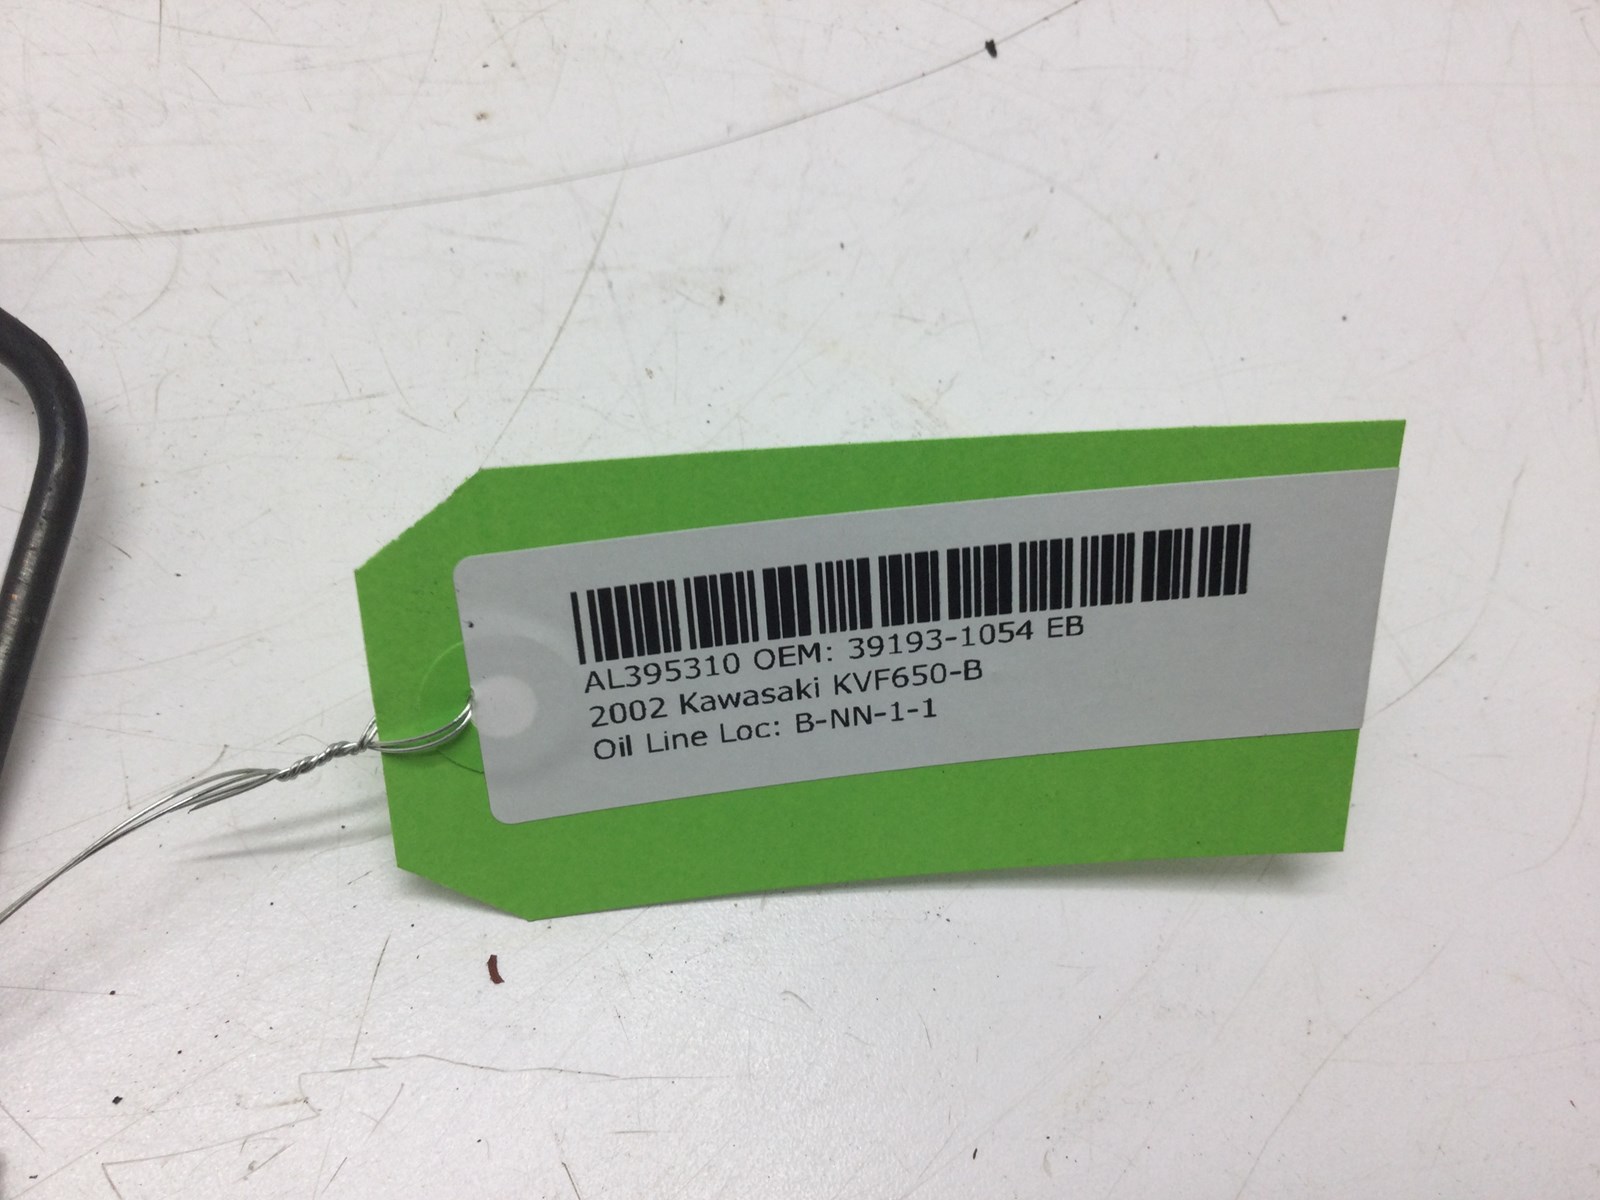 AL395310 OEM: 39193-1054 EB
2002 Kawasaki KVF650-B
Oil Line Loc: B-NN-1-1